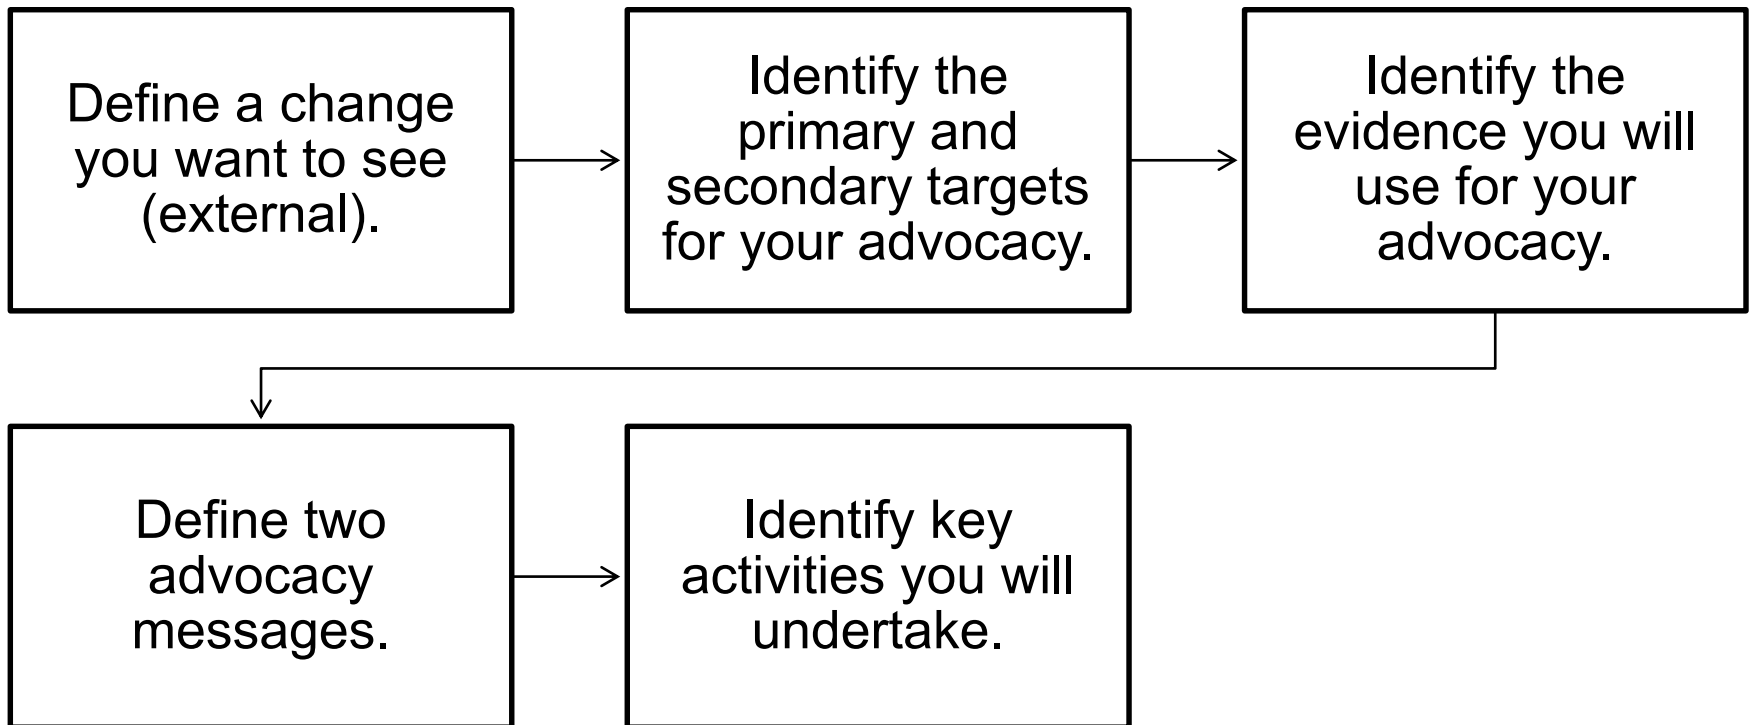 Define a change
you want to see
(external).
Identify the
primary and
secondary targets
for your advocacy.
Identify the
evidence you will
use for your
advocacy.
Define two
advocacy
messages.
Identify key
activities you will
undertake.